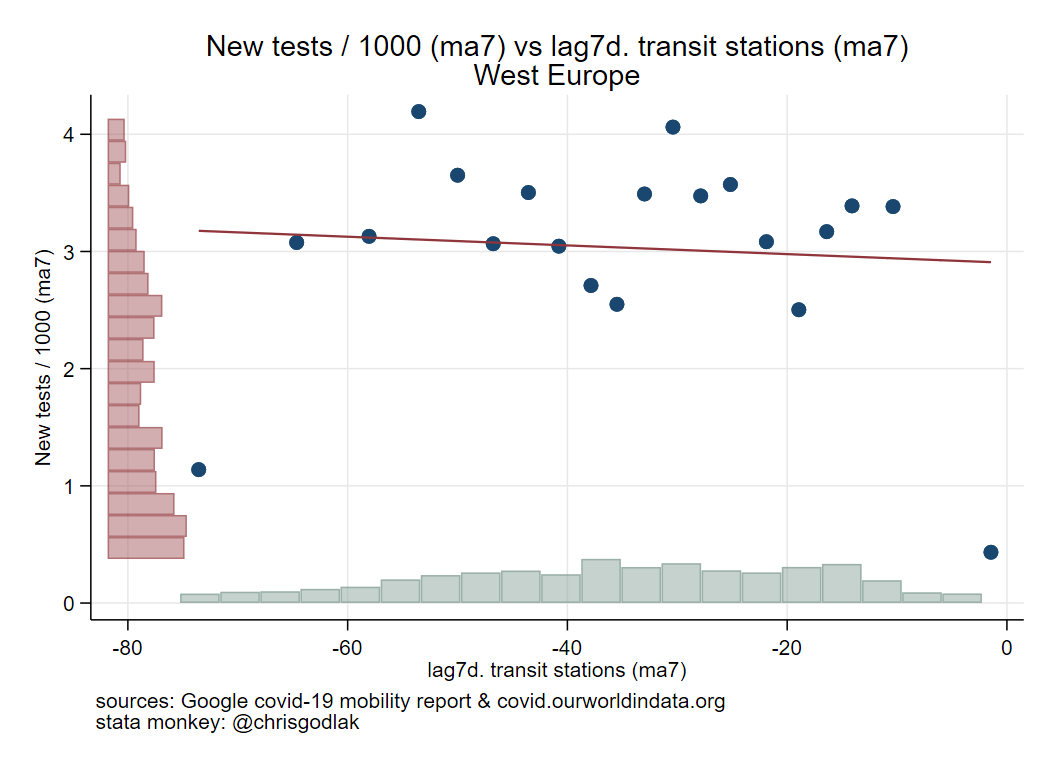 New tests / 1000 (ma7) vs lag7d. transit stations (ma7)
West Europe
New tests / 1000 (ma7)
4
3
2
1
0
-80
-60
-40
-20
0
lag7d. transit stations (ma7)
sources: Google covid-19 mobility report & covid.ourworldindata.org
stata monkey: @chrisgodlak